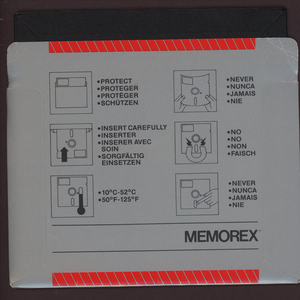 •PROTECT
•PROTEGER
•PROTÉGER
•SCHÜTZEN
•NEVER
•NUNCA
•JAMAIS
•NIE
•INSERT CAREFULLY
•INSERTER
•INSERER AVEC
SOIN
•SORGFÄLTIG
EINSETZEN
•NO
•NO
•NON
•FALSCH
•10°C-52°C
•50°F-125°F
•NEVER
•NUNCA
•JAMAIS
•NIE
MEMOREX